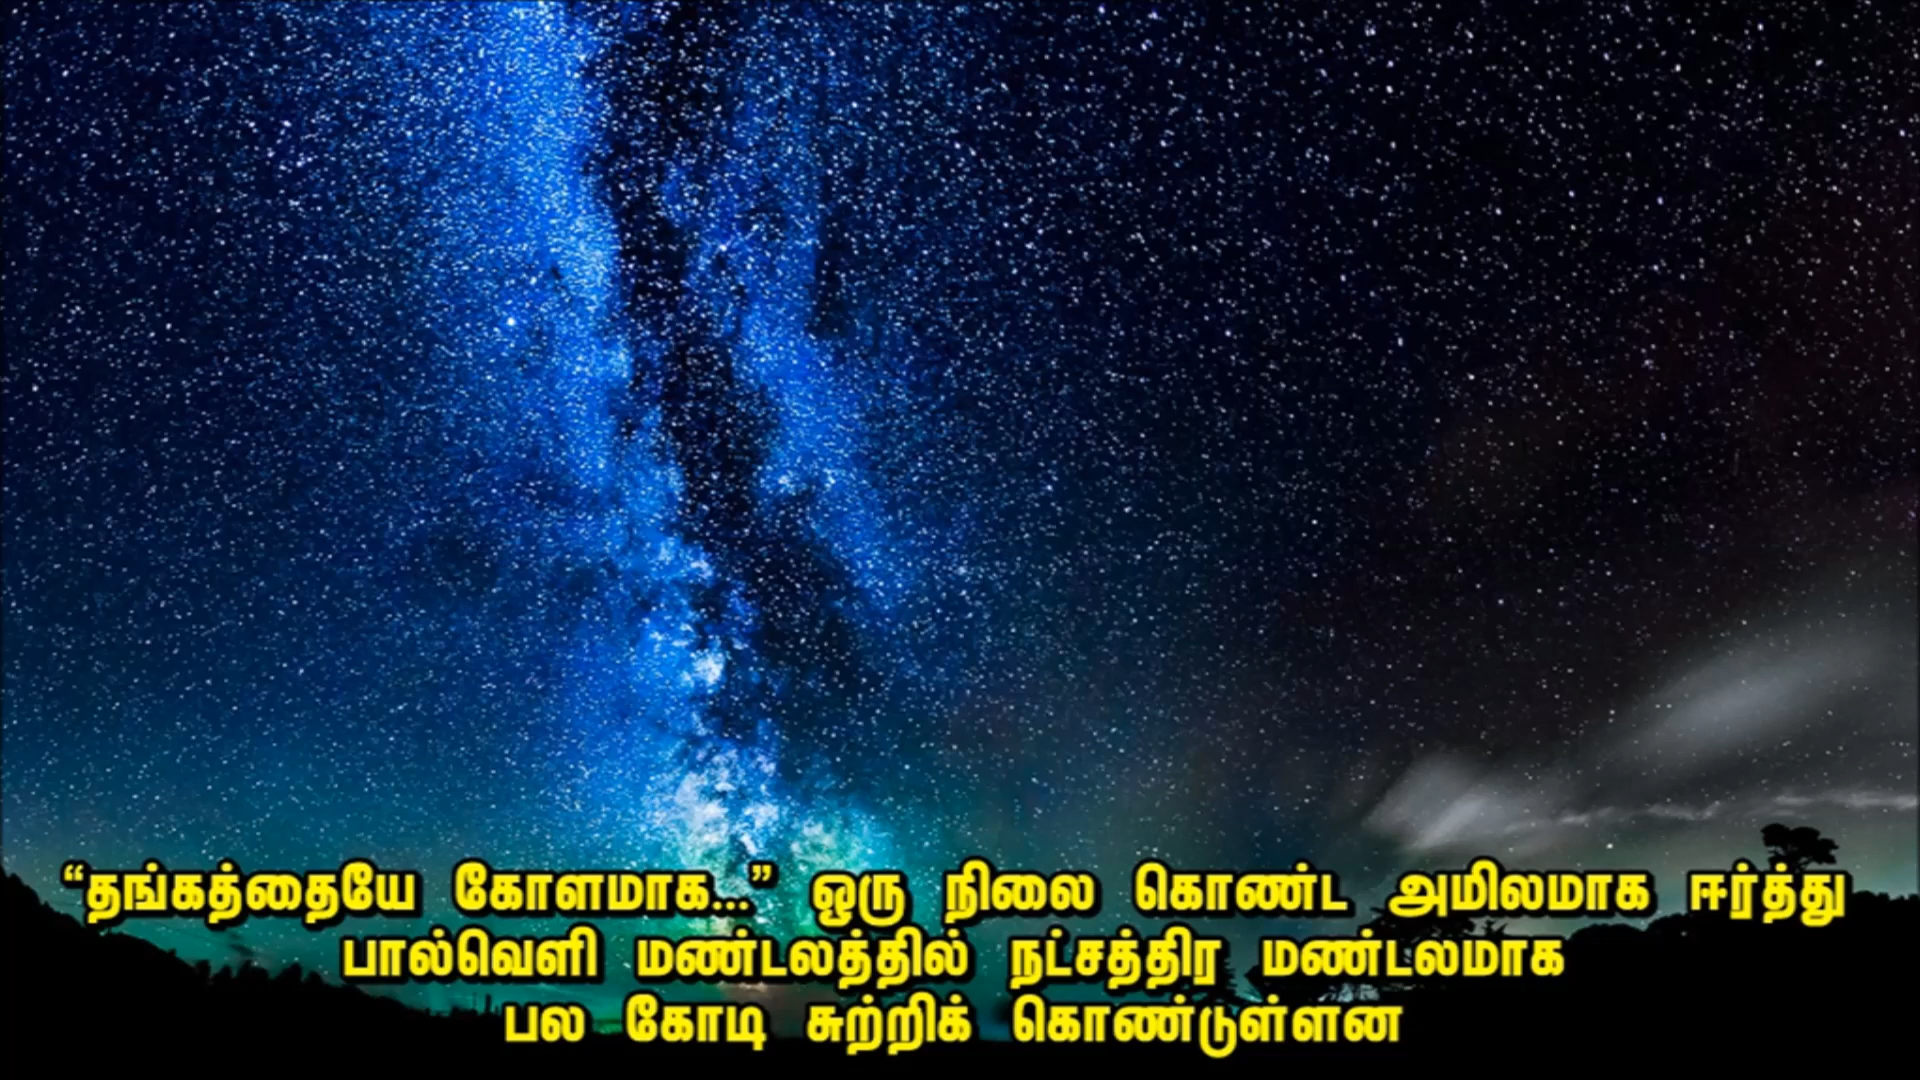 “தங்கத்தையே கோளமாக...” ஒரு நிலை கொண்ட அமிலமாக ஈர்த்து
பால்வெளி மண்டலத்தில் நட்சத்திர மண்டலமாக
பல கோடி சுற்றிக் கொண்டுள்ளன